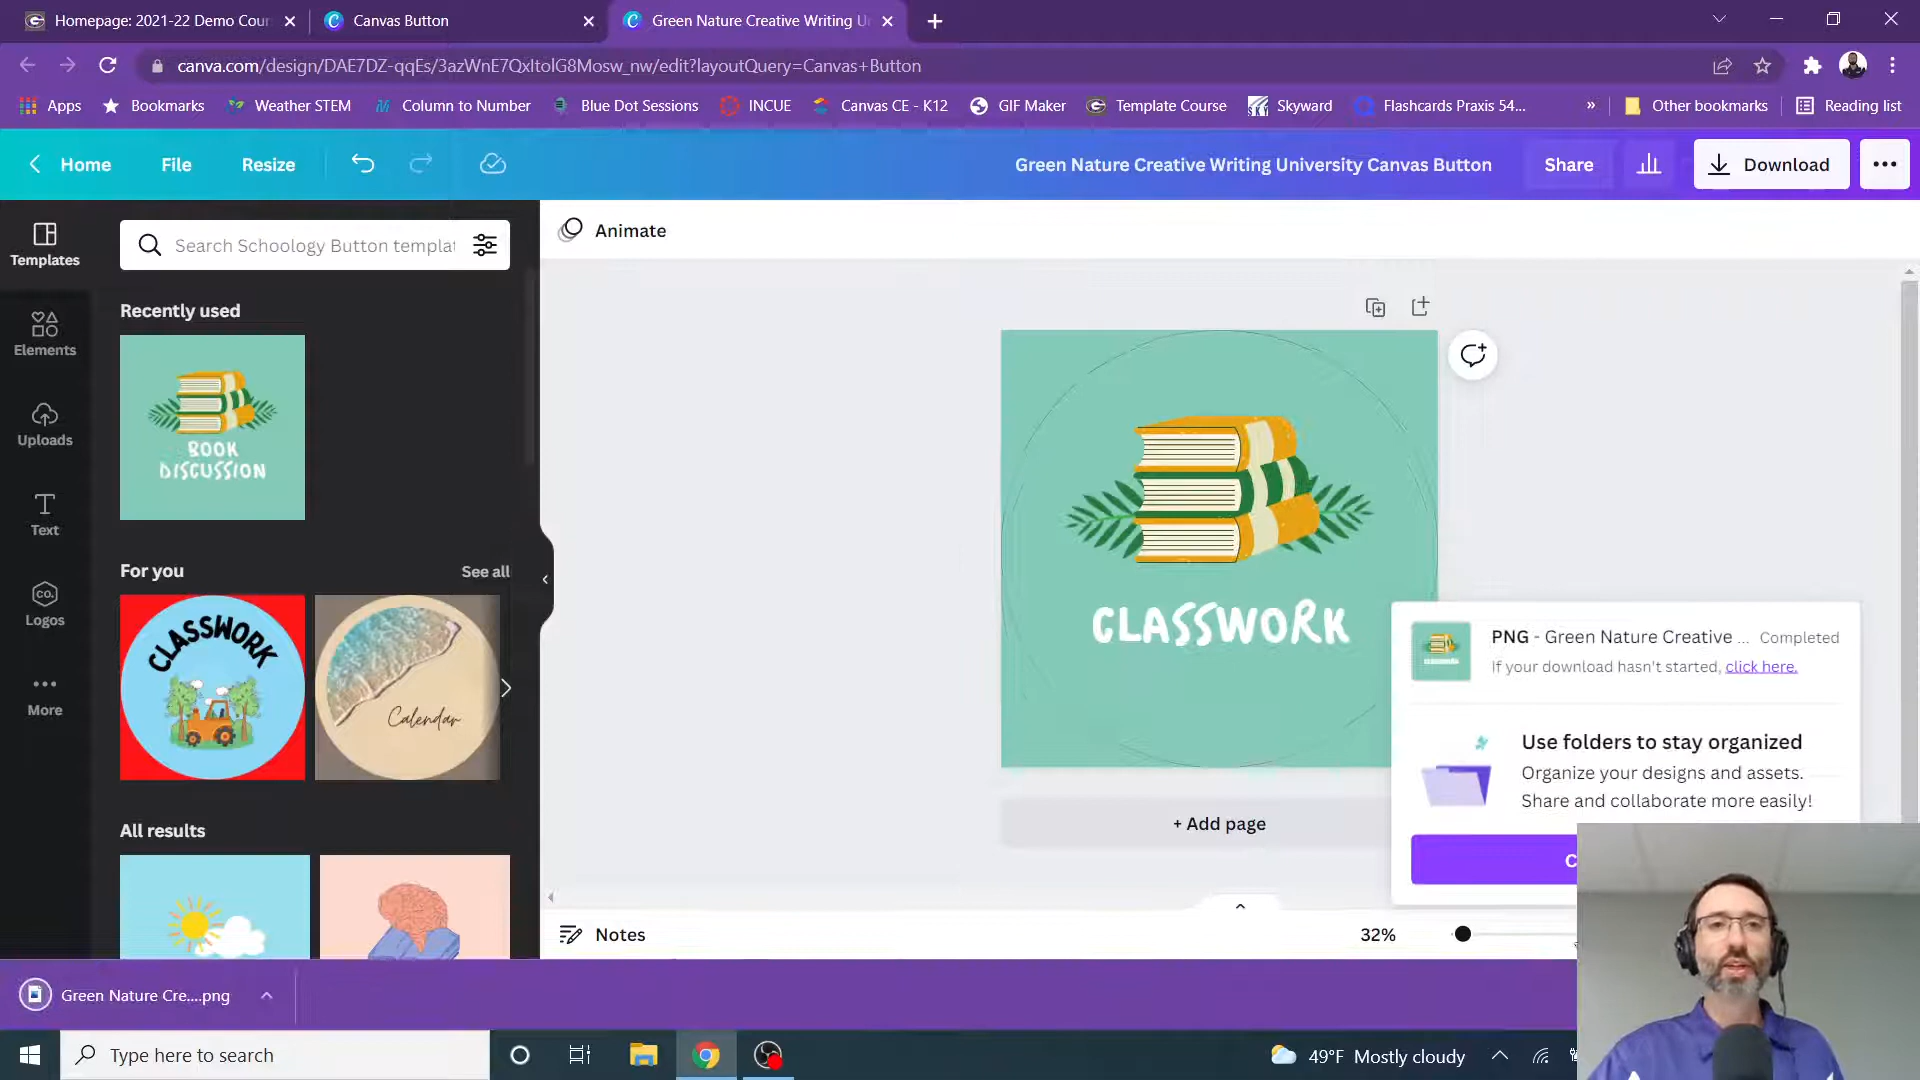 Homepage: 2021-22 Demo Cour
Canvas Button
Green Nature Creative Writing U
canva.com/design/DAE7DZ-qqEs/3azWnE7QxItolG8Mosw_nw/edit?layoutQuery=Canvas+Button
Apps
Bookmarks
Weather STEM
Column to Number
Blue Dot Sessions
INCUE
Canvas CE - K12
GIF Maker
Template Course
Skyward
Flashcards Praxis 54...
»
Other bookmarks
Reading list
Home
File
Resize
Green Nature Creative Writing University Canvas Button
Share
Download
Templates
Search Schoology Button templat
Animate
Recently used
BOOK
DISCUSSION
Elements
Uploads
Text
CO.
Logos
More
For you
See all
CLASSWORK
Calendar
All results
CLASSWORK
+ Add page
PNG - Green Nature Creative ...
Completed
If your download hasn't started, click here.
Use folders to stay organized
Organize your designs and assets.
Share and collaborate more easily!
Notes
32%
Green Nature Cre....png
Type here to search
49°F Mostly cloudy